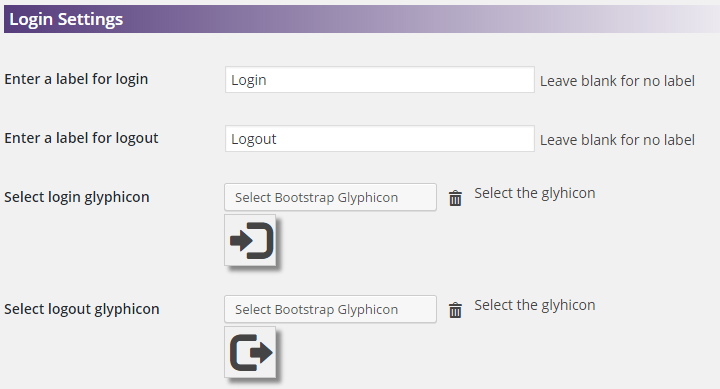 Login Settings
Enter a label for login Login Leave blank for no label
Enter a label for logout Logout Leave blank for no label
Select login glyphicon Select Bootstrap Glyphicon Select the glyhicon
Select logout glyphicon Select Bootstrap Glyphicon Select the glyhicon